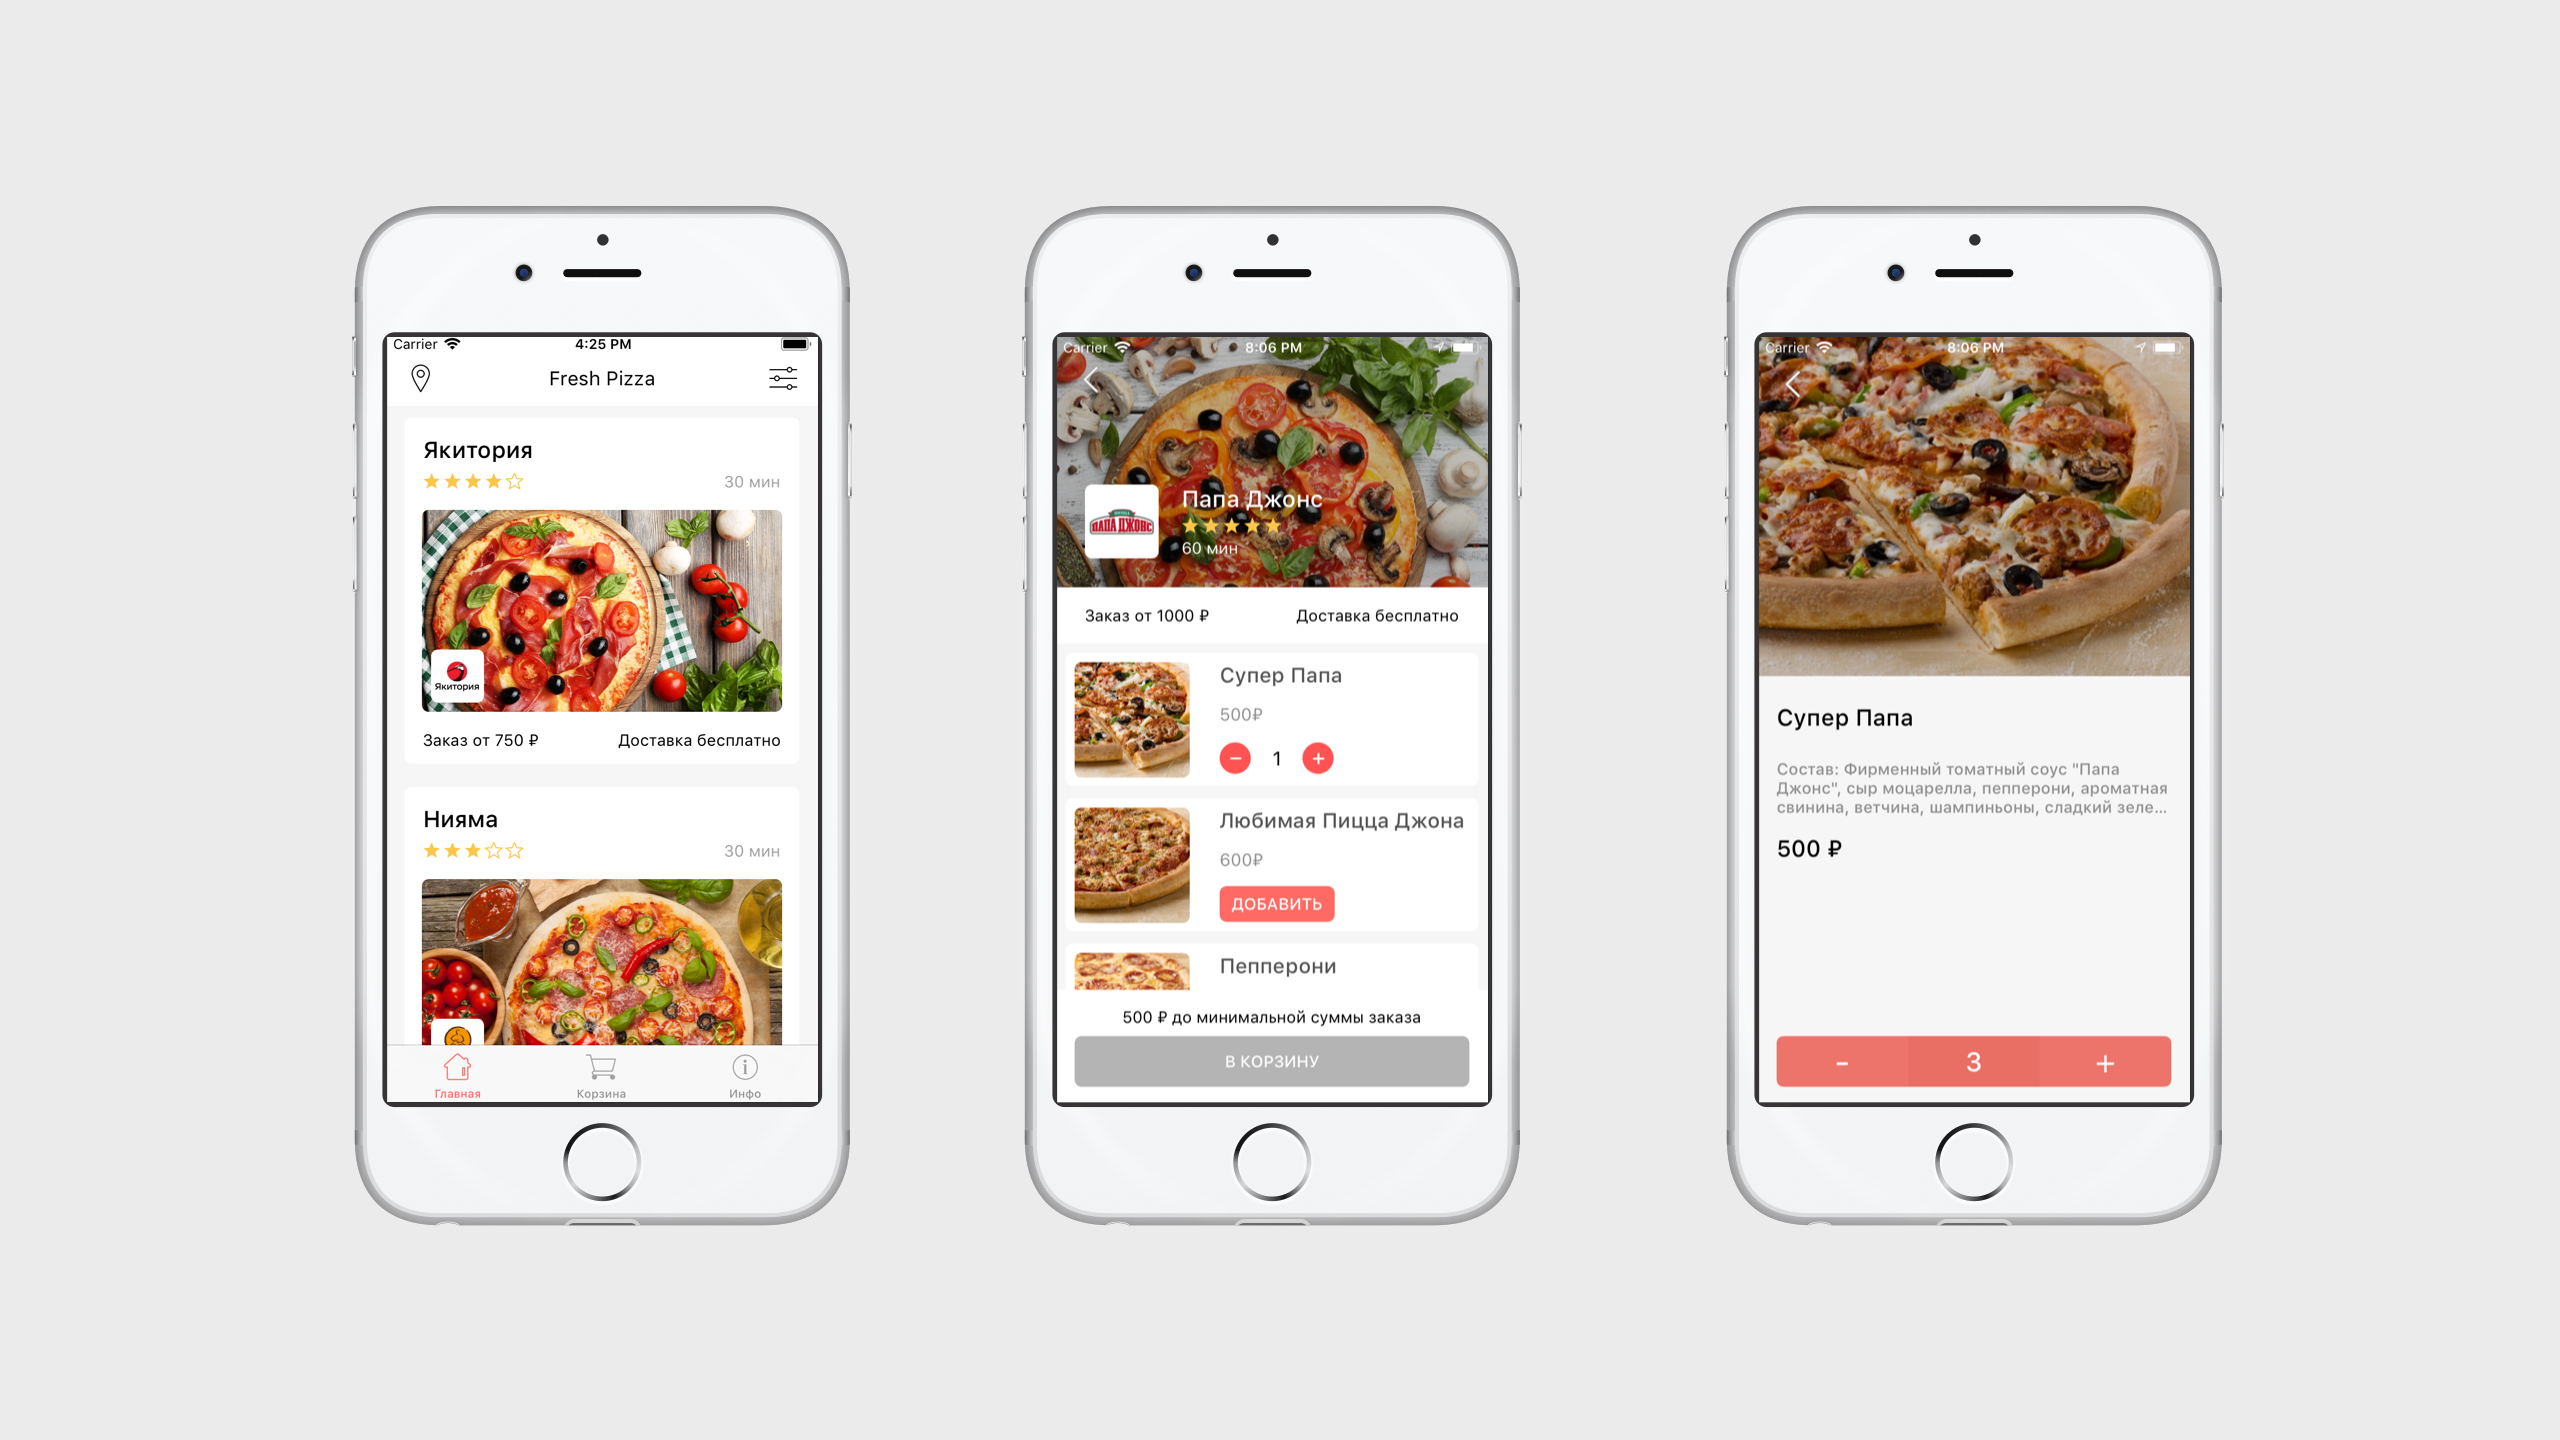 Carrier 4:25 PM
Fresh Pizza
Якитория
30 мин
Якитория
Заказ от 750 ₽ Доставка бесплатно
Нияма
30 мин
Главная Корзина Инфо
Carrier 8:06 PM
Папа Джонс
ПАПА ДЖОНС
60 мин
Заказ от 1000 ₽ Доставка бесплатно
Супер Папа
500₽
− 1 +
Любимая Пицца Джона
600₽
ДОБАВИТЬ
Пепперони
500 ₽ до минимальной суммы заказа
В КОРЗИНУ
Carrier 8:06 PM
Супер Папа
Состав: Фирменный томатный соус "Папа
Джонс", сыр моцарелла, пепперони, ароматная
свинина, ветчина, шампиньоны, сладкий зеле...
500 ₽
- 3 +